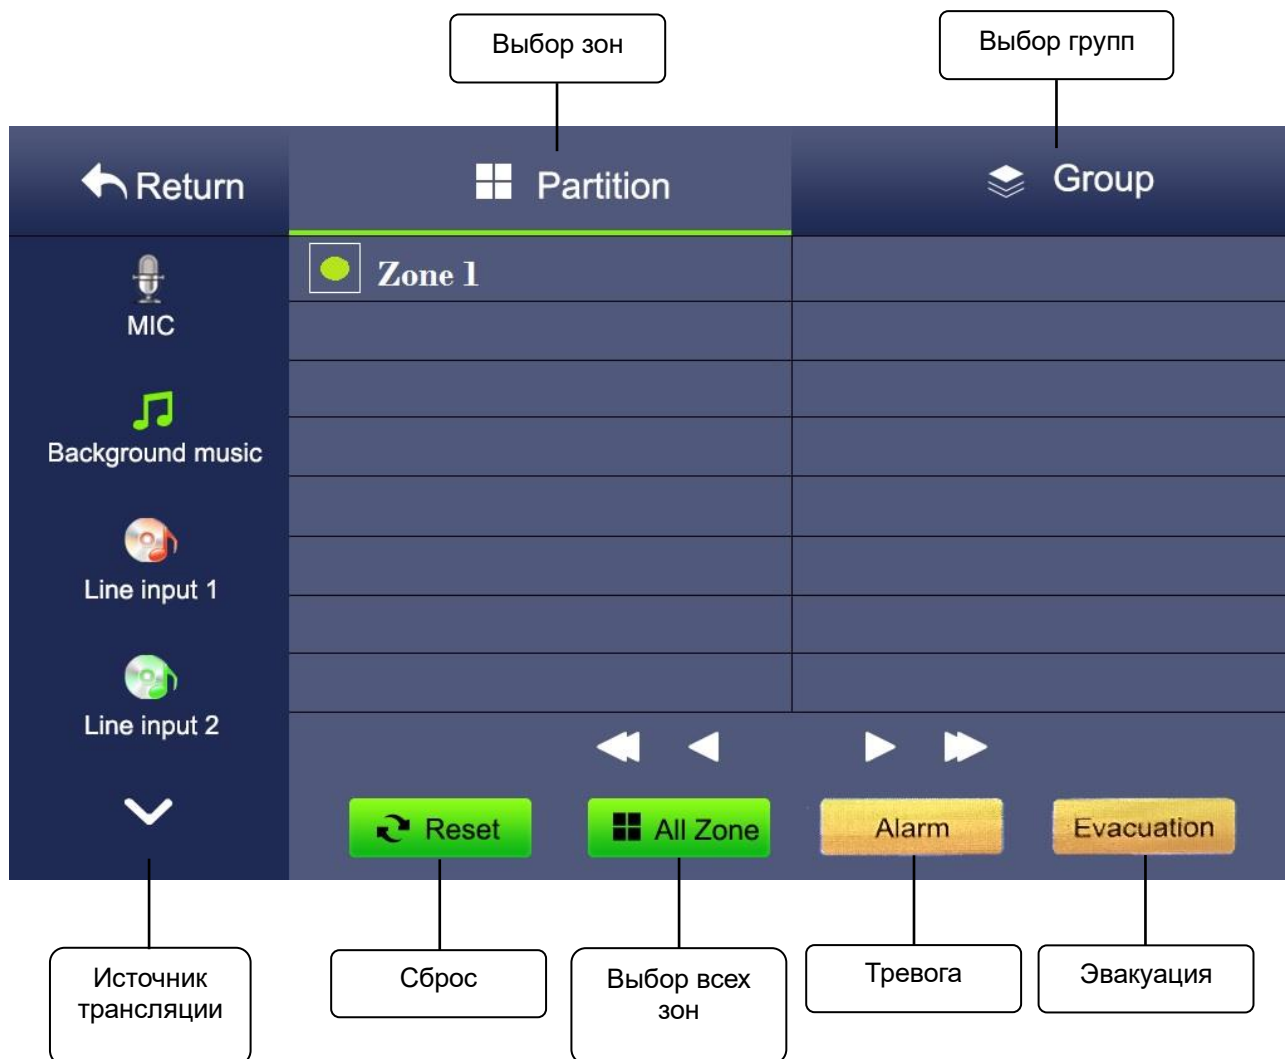 Выбор зон
Выбор групп
Return
Partition
Group
MIC
Zone 1
Background music
Line input 1
Line input 2
Reset
All Zone
Alarm
Evacuation
Источник
трансляции
Сброс
Выбор всех
зон
Тревога
Эвакуация